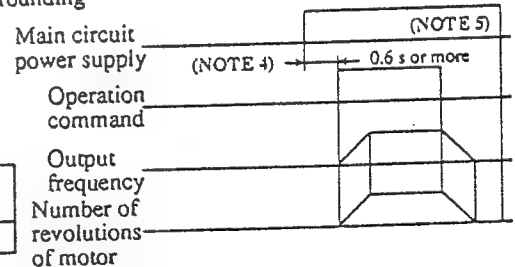 Main circuit
power supply
(NOTE 5)
(NOTE 4)
0.6 s or more
Operation
command
Output
frequency
Number of
revolutions
of motor